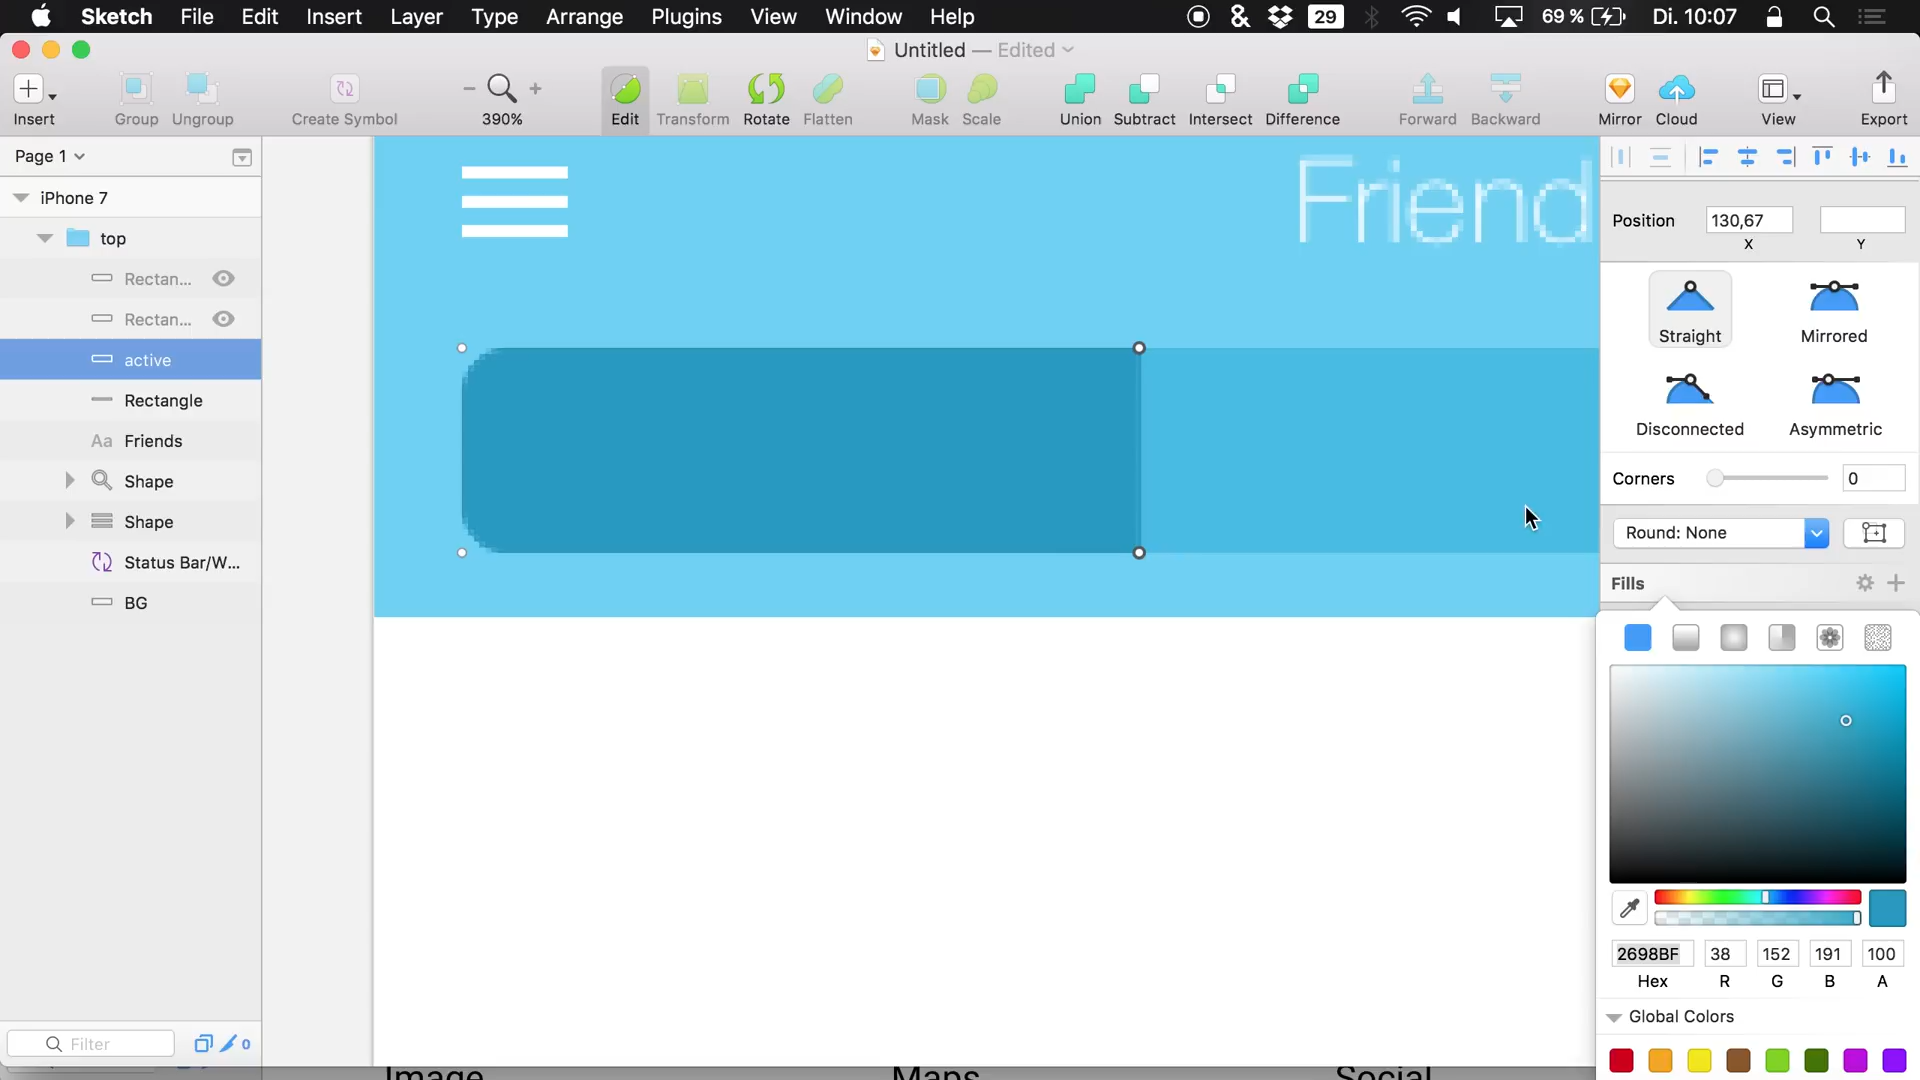 Sketch File Edit Insert Layer Type Arrange Plugins View Window Help 29 69 % Di. 10:07
Untitled — Edited
Insert Group Ungroup Create Symbol 390% Edit Transform Rotate Flatten Mask Scale Union Subtract Intersect Difference Forward Backward Mirror Cloud View Export
Page 1
iPhone 7
top
Rectan...
Rectan...
active
Rectangle
Aa Friends
Shape
Shape
Status Bar/W...
BG
Filter 0
Friend
Position 130,67
X Y
Straight Mirrored
Disconnected Asymmetric
Corners 0
Round: None
Fills
2698BF 38 152 191 100
Hex R G B A
Global Colors
Image Maps Social